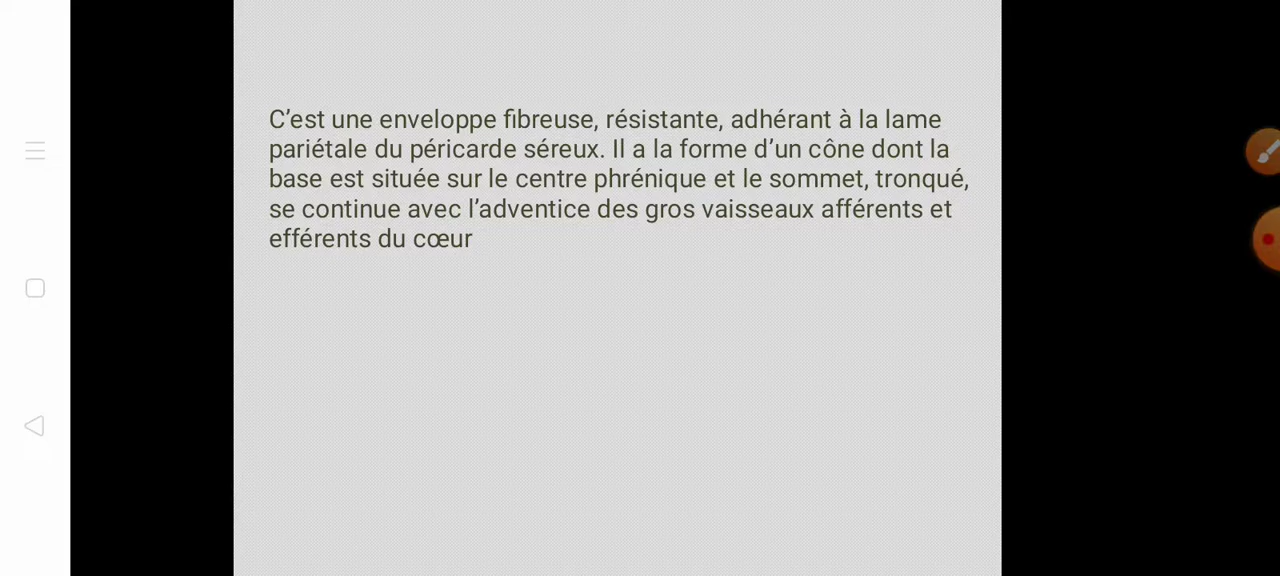 C’est une enveloppe fibreuse, résistante, adhérant à la lame
pariétale du péricarde séreux. Il a la forme d’un cône dont la
base est située sur le centre phrénique et le sommet, tronqué,
se continue avec l’adventice des gros vaisseaux afférents et
efférents du cœur